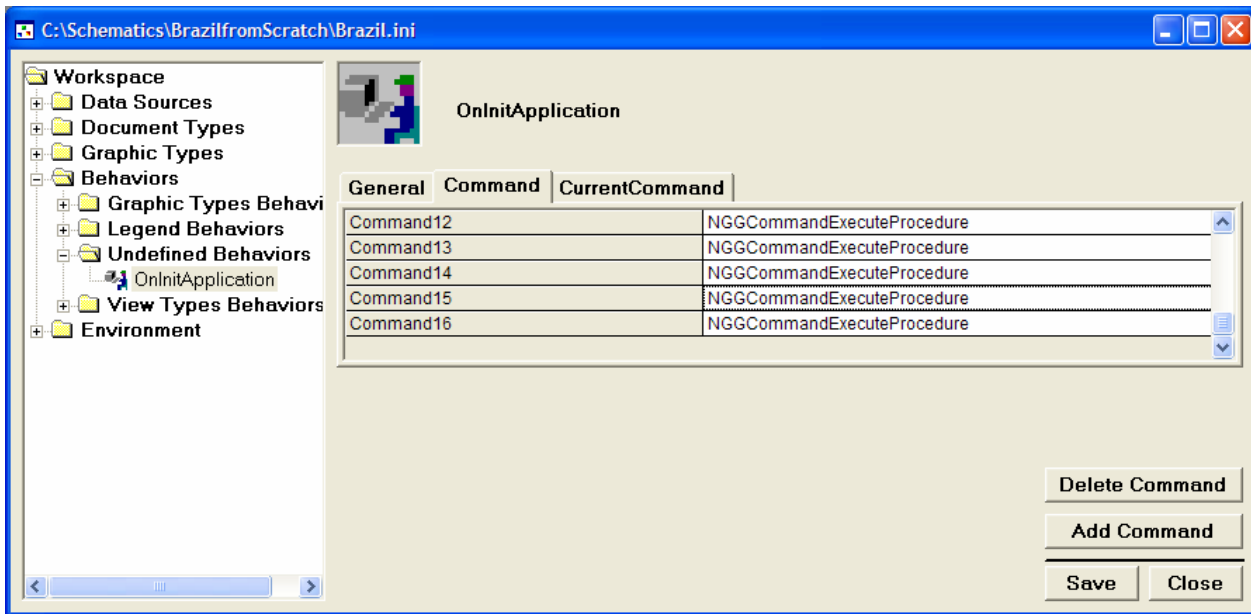 C:\Schematics\BrazilfromScratch\Brazil.ini
Workspace
Data Sources
Document Types
Graphic Types
Behaviors
Graphic Types Behavi
Legend Behaviors
Undefined Behaviors
OnInitApplication
View Types Behaviors
Environment
OnInitApplication
General Command CurrentCommand
Command12 NGGCommandExecuteProcedure
Command13 NGGCommandExecuteProcedure
Command14 NGGCommandExecuteProcedure
Command15 NGGCommandExecuteProcedure
Command16 NGGCommandExecuteProcedure
Delete Command
Add Command
Save Close